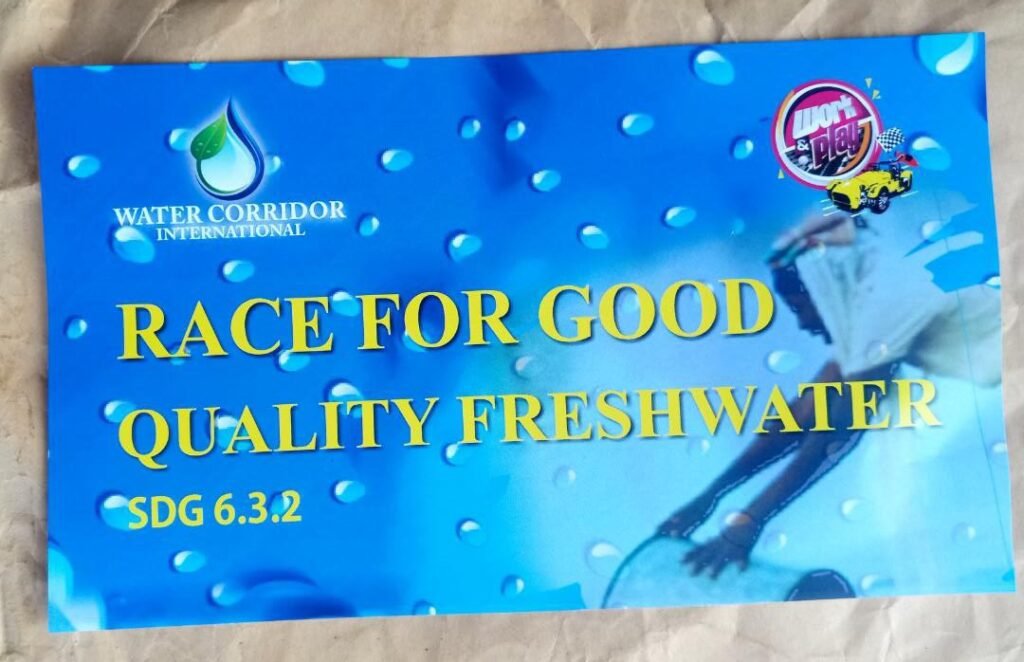 WATER CORRIDOR
INTERNATIONAL
work
& play
RACE FOR GOOD
QUALITY FRESHWATER
SDG 6.3.2